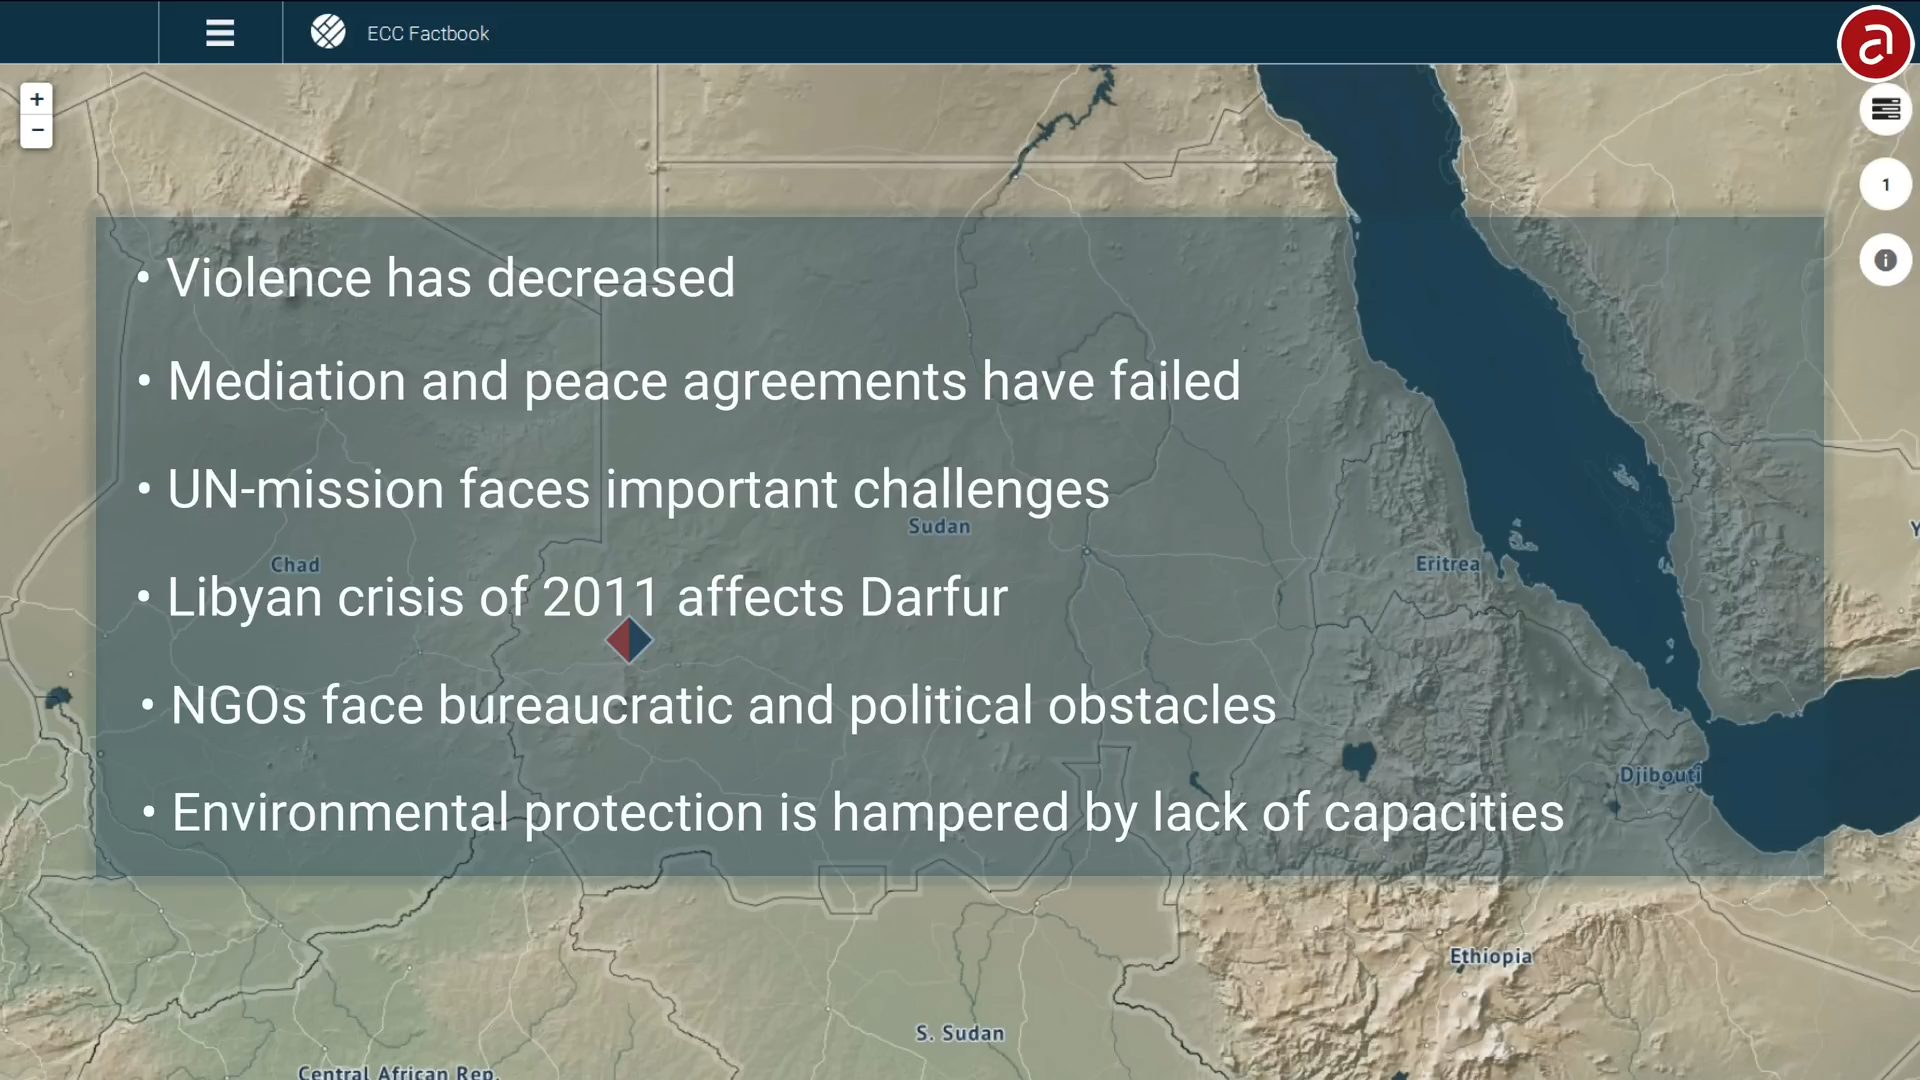 ECC Factbook
+
−
1
• Violence has decreased
• Mediation and peace agreements have failed
• UN-mission faces important challenges
Sudan
Chad
Eritrea
• Libyan crisis of 2011 affects Darfur
• NGOs face bureaucratic and political obstacles
Djibouti
• Environmental protection is hampered by lack of capacities
Ethiopia
S. Sudan
Central African Rep.